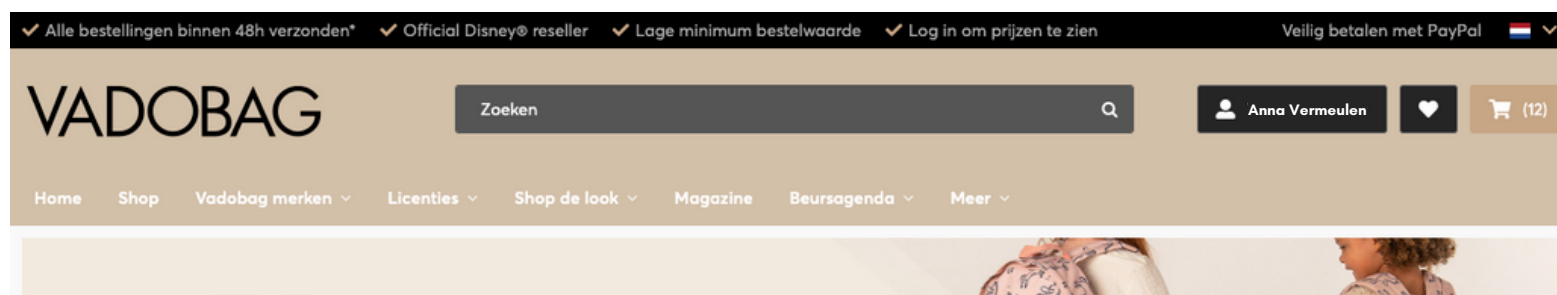 Alle bestellingen binnen 48h verzonden* Official Disney® reseller Lage minimum bestelwaarde Log in om prijzen te zien Veilig betalen met PayPal
VADOBAG Zoeken Anna Vermeulen (12)
Home Shop Vadobag merken Licenties Shop de look Magazine Beursagenda Meer